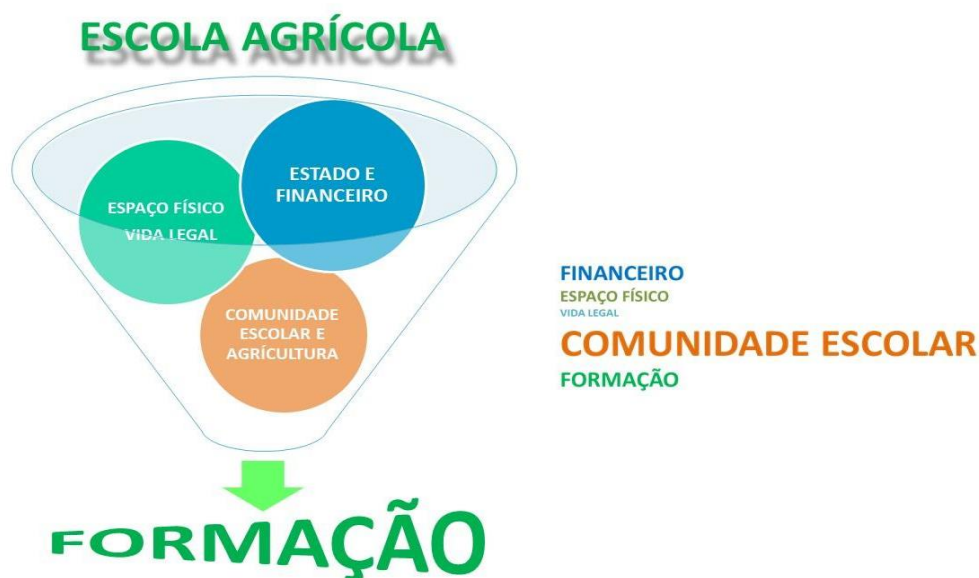 ESCOLA AGRÍCOLA
ESTADO E
FINANCEIRO
ESPAÇO FÍSICO
VIDA LEGAL
COMUNIDADE
ESCOLAR E
AGRÍCULTURA
FORMAÇÃO
FINANCEIRO
ESPAÇO FÍSICO
VIDA LEGAL
COMUNIDADE ESCOLAR
FORMAÇÃO